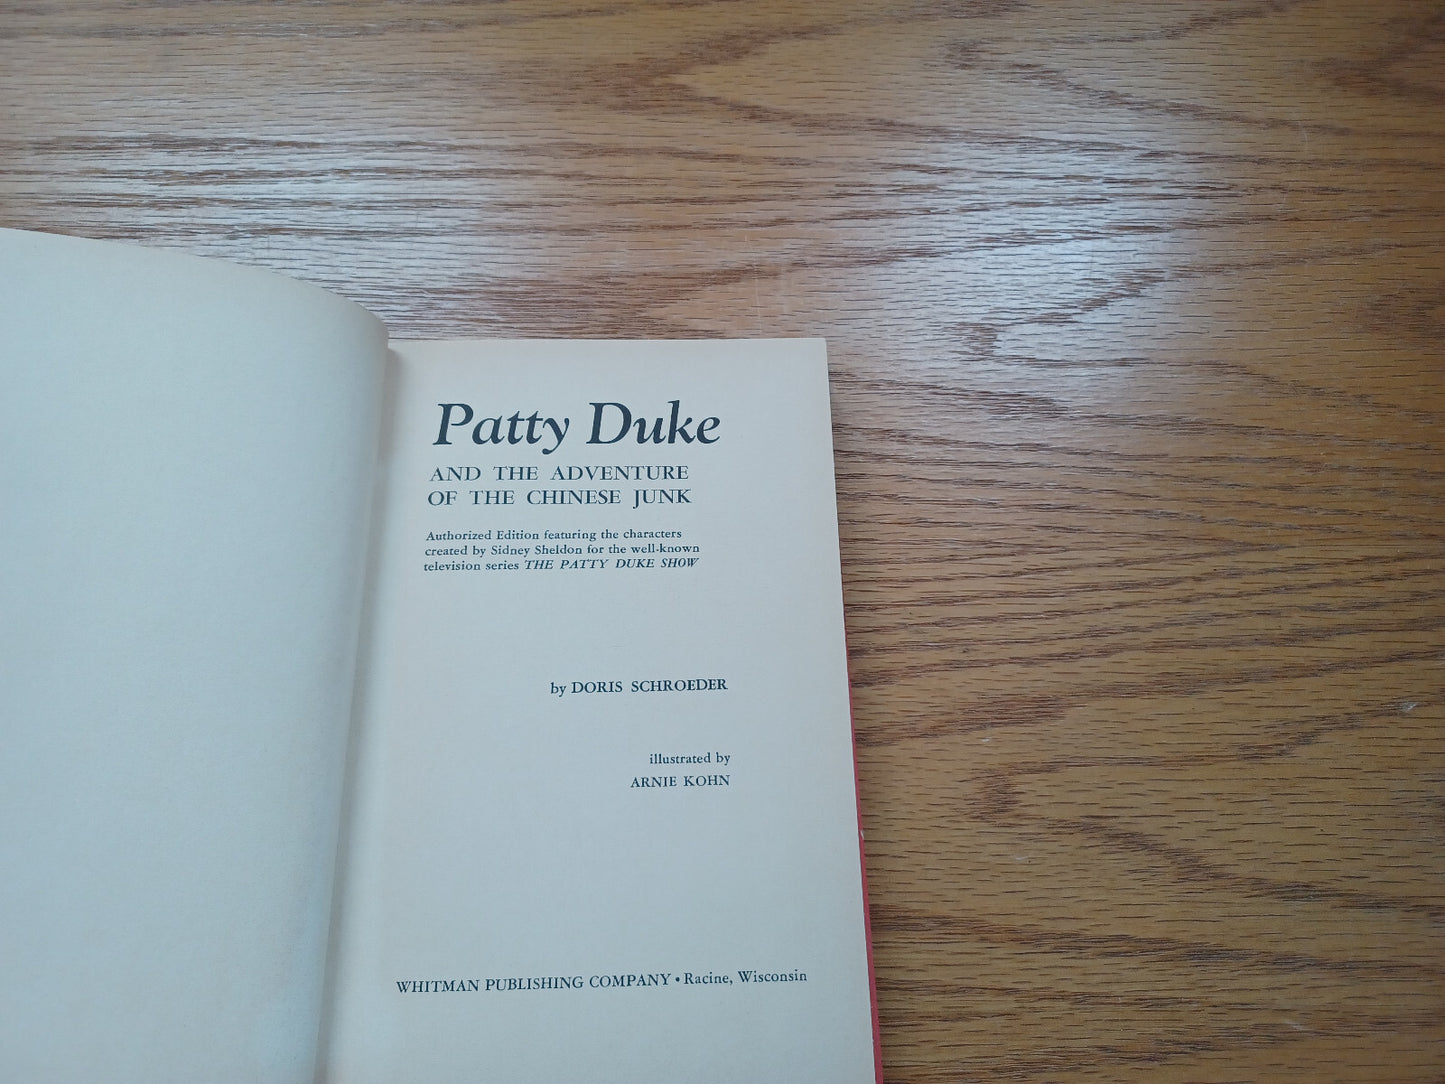 Patty Duke
AND THE ADVENTURE
OF THE CHINESE JUNK
Authorized Edition featuring the characters
created by Sidney Sheldon for the well-known
television series THE PATTY DUKE SHOW
by DORIS SCHROEDER
illustrated by
ARNIE KOHN
WHITMAN PUBLISHING COMPANY • Racine, Wisconsin